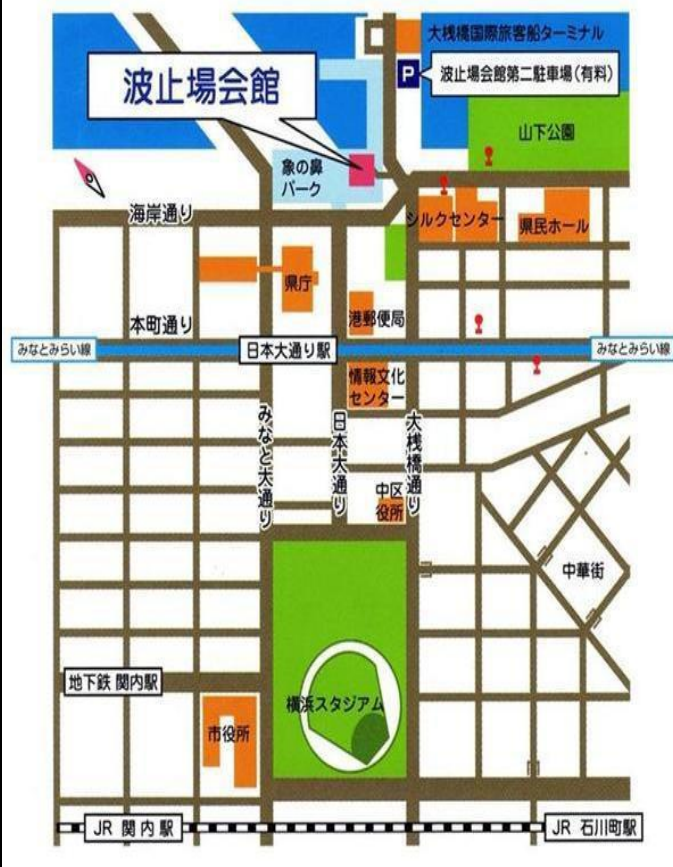 大桟橋国際旅客船ターミナル
波止場会館
P
波止場会館第二駐車場(有料)
山下公園
象の鼻
パーク
海岸通り
シルクセンター
県民ホール
県庁
本町通り
港郵便局
みなとみらい線
日本大通り駅
みなとみらい線
情報文化
センター
みなと大通り
日本大通り
大桟橋通り
中区
役所
中華街
地下鉄 関内駅
横浜スタジアム
市役所
JR 関内駅
JR 石川町駅